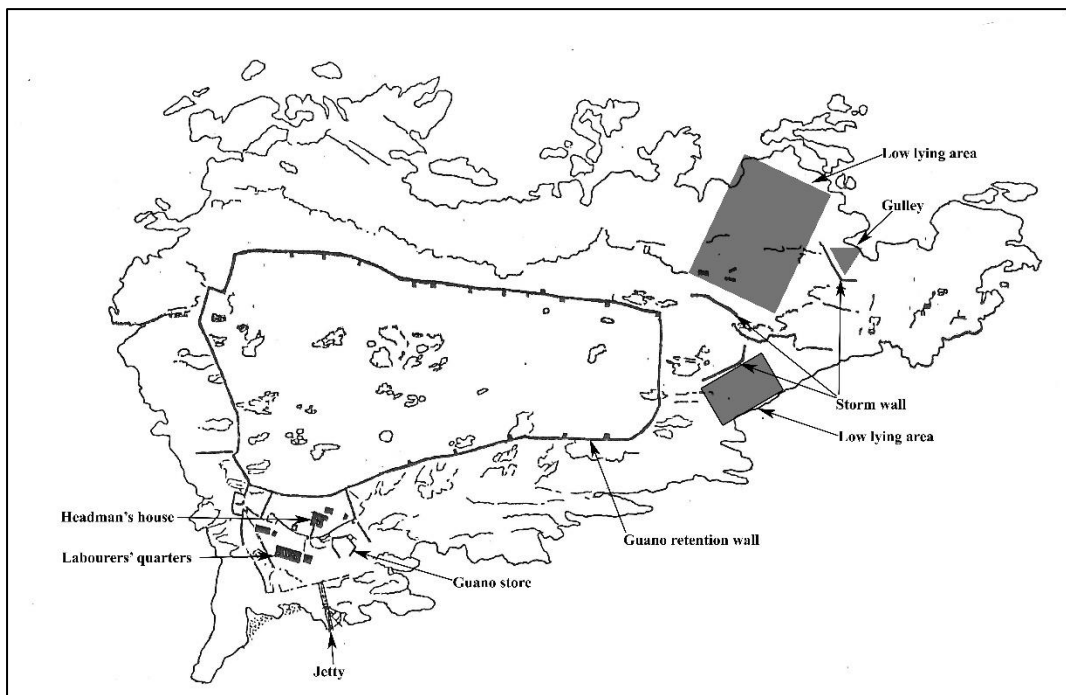 Low lying area
Gulley
Storm wall
Low lying area
Headman's house
Guano retention wall
Labourers' quarters
Guano store
Jetty